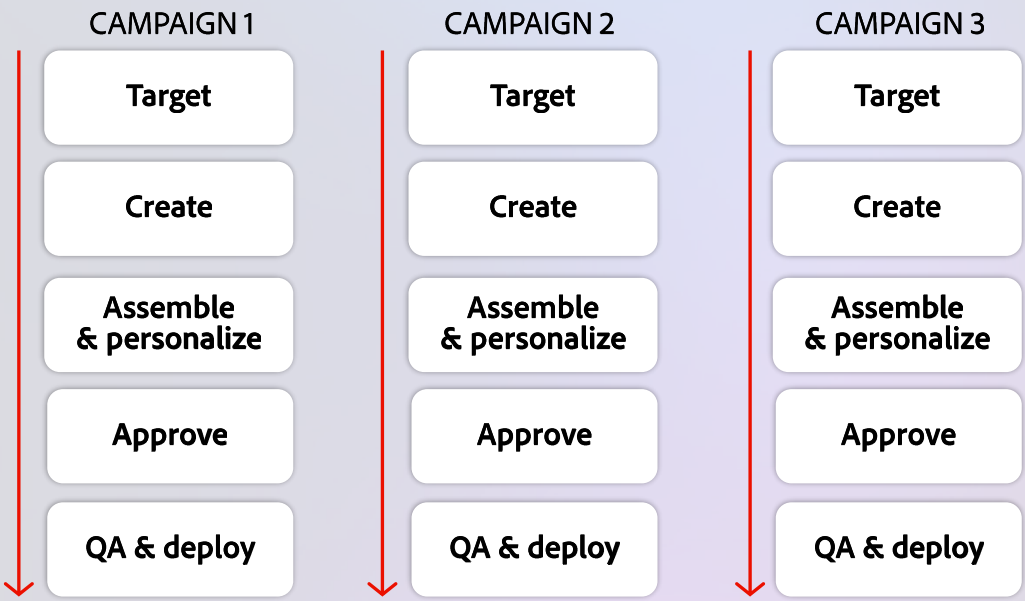 CAMPAIGN 1
Target
Create
Assemble
& personalize
Approve
QA & deploy
CAMPAIGN 2
Target
Create
Assemble
& personalize
Approve
QA & deploy
CAMPAIGN 3
Target
Create
Assemble
& personalize
Approve
QA & deploy